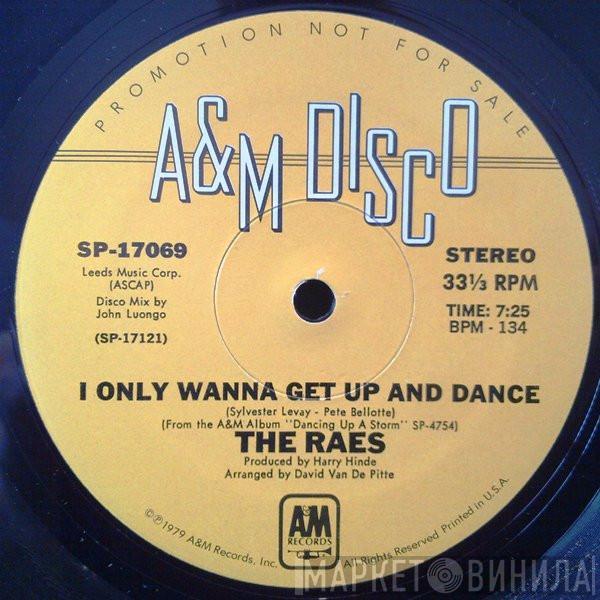 PROMOTION NOT FOR SALE
A&M DISCO
SP-17069
Leeds Music Corp.
(ASCAP)
Disco Mix by
John Luongo
(SP-17121)
STEREO
33⅓ RPM
TIME: 7:25
BPM - 134
I ONLY WANNA GET UP AND DANCE
(Sylvester Levay - Pete Bellotte)
(From the A&M Album "Dancing Up A Storm" SP-4754)
THE RAES
Produced by Harry Hinde
Arranged by David Van De Pitte
A&M
RECORDS
©℗1979 A&M Records, Inc. All Rights Reserved Printed in U.S.A.
МАРКЕТ ВИНИЛА